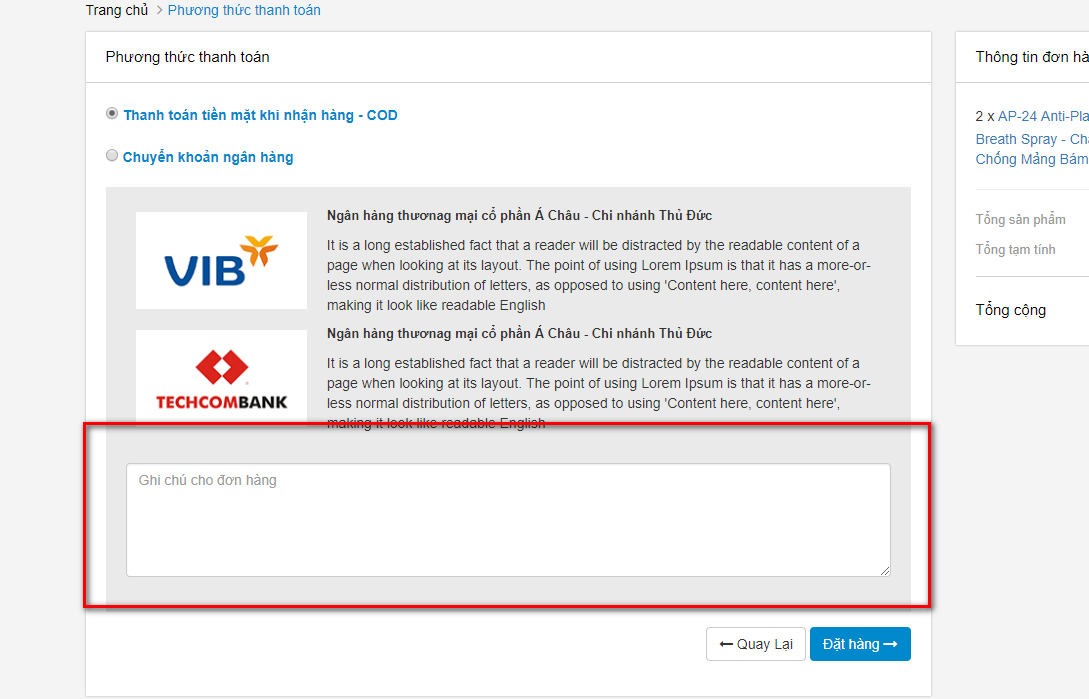 Trang chủ > Phương thức thanh toán
Phương thức thanh toán
Thanh toán tiền mặt khi nhận hàng - COD
Chuyển khoản ngân hàng
VIB
Ngân hàng thươnag mại cổ phần Á Châu - Chi nhánh Thủ Đức
It is a long established fact that a reader will be distracted by the readable content of a
page when looking at its layout. The point of using Lorem Ipsum is that it has a more-or-
less normal distribution of letters, as opposed to using 'Content here, content here',
making it look like readable English
TECHCOMBANK
Ngân hàng thươnag mại cổ phần Á Châu - Chi nhánh Thủ Đức
It is a long established fact that a reader will be distracted by the readable content of a
page when looking at its layout. The point of using Lorem Ipsum is that it has a more-or-
less normal distribution of letters, as opposed to using 'Content here, content here',
making it look like readable English
Ghi chú cho đơn hàng
← Quay Lại
Đặt hàng →
Thông tin đơn hà
2 x AP-24 Anti-Pla
Breath Spray - Ch
Chống Mảng Bám
Tổng sản phẩm
Tổng tạm tính
Tổng cộng